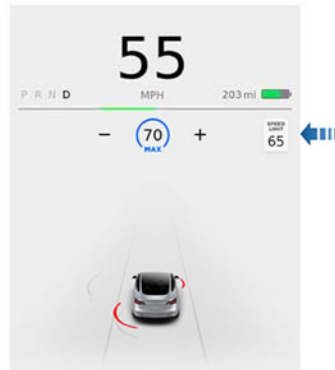 55
P R N D MPH 203 mi
− 70 +
MAX
SPEED
LIMIT
65